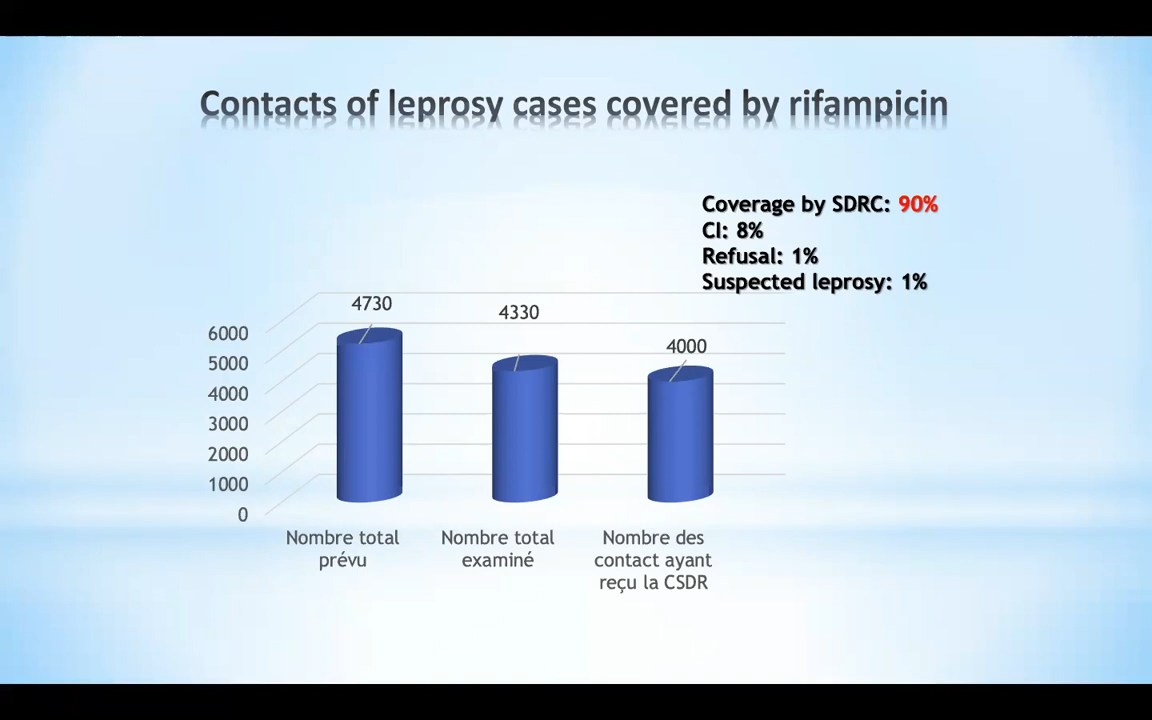 Contacts of leprosy cases covered by rifampicin
Coverage by SDRC: 90%
CI: 8%
Refusal: 1%
Suspected leprosy: 1%
4730
4330
4000
6000
5000
4000
3000
2000
1000
0
Nombre total
prévu
Nombre total
examiné
Nombre des
contact ayant
reçu la CSDR